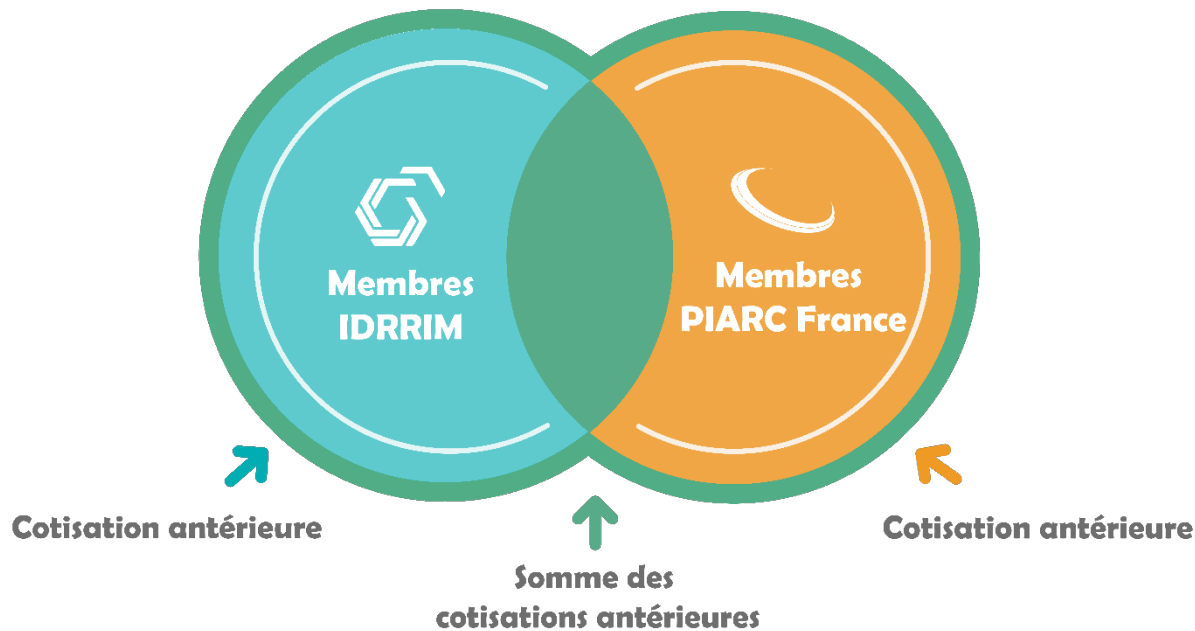 Membres
IDRRIM
Membres
PIARC France
Cotisation antérieure
Somme des
cotisations antérieures
Cotisation antérieure